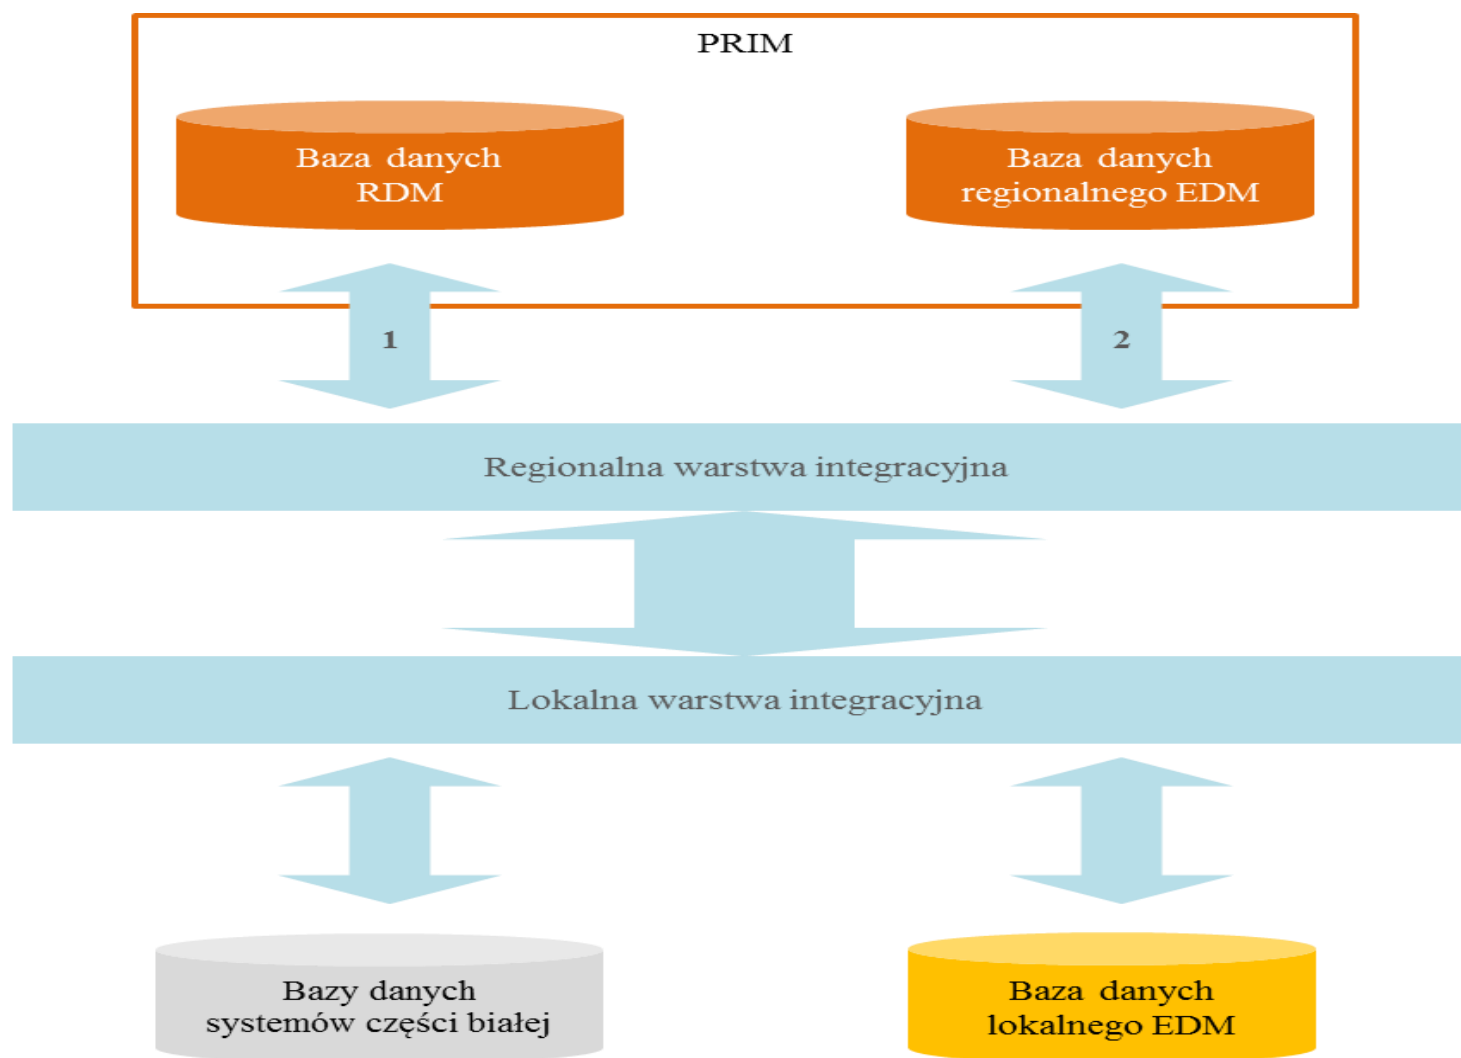 PRIM
Baza danych
RDM
Baza danych
regionalnego EDM
1
2
Regionalna warstwa integracyjna
Lokalna warstwa integracyjna
Bazy danych
systemów części białej
Baza danych
lokalnego EDM